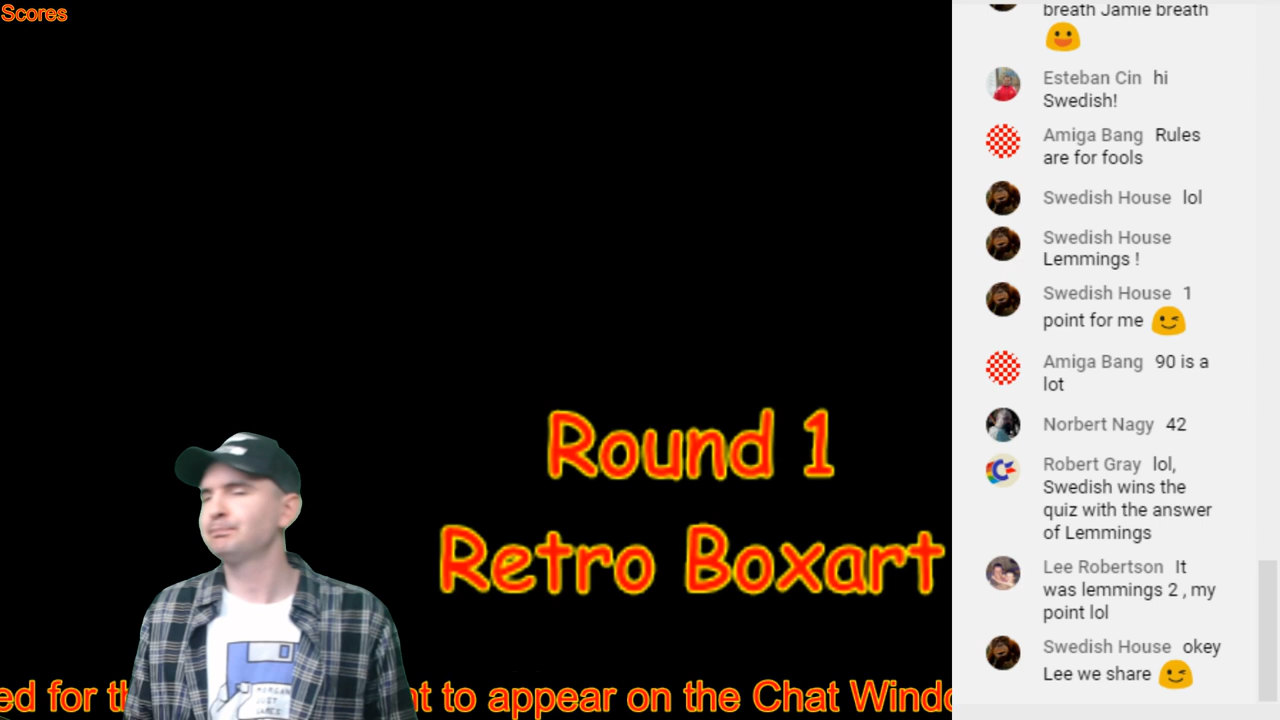 Scores
Round 1
Retro Boxart
ed for th
nt to appear on the Chat Windo
MORGAN
JUST
GAMES
breath Jamie breath
Esteban Cin hi
Swedish!
Amiga Bang Rules
are for fools
Swedish House lol
Swedish House
Lemmings !
Swedish House 1
point for me
Amiga Bang 90 is a
lot
Norbert Nagy 42
Robert Gray lol,
Swedish wins the
quiz with the answer
of Lemmings
Lee Robertson It
was lemmings 2 , my
point lol
Swedish House okey
Lee we share